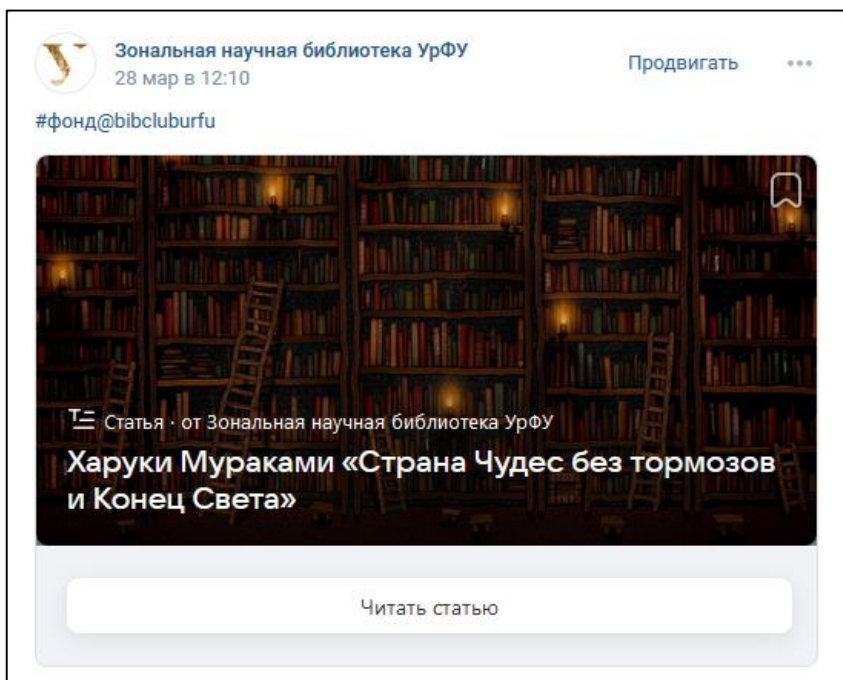 Зональная научная библиотека УрФУ
28 мар в 12:10
Продвигать
#фонд@bibcluburfu
Статья · от Зональная научная библиотека УрФУ
Харуки Мураками «Страна Чудес без тормозов
и Конец Света»
Читать статью